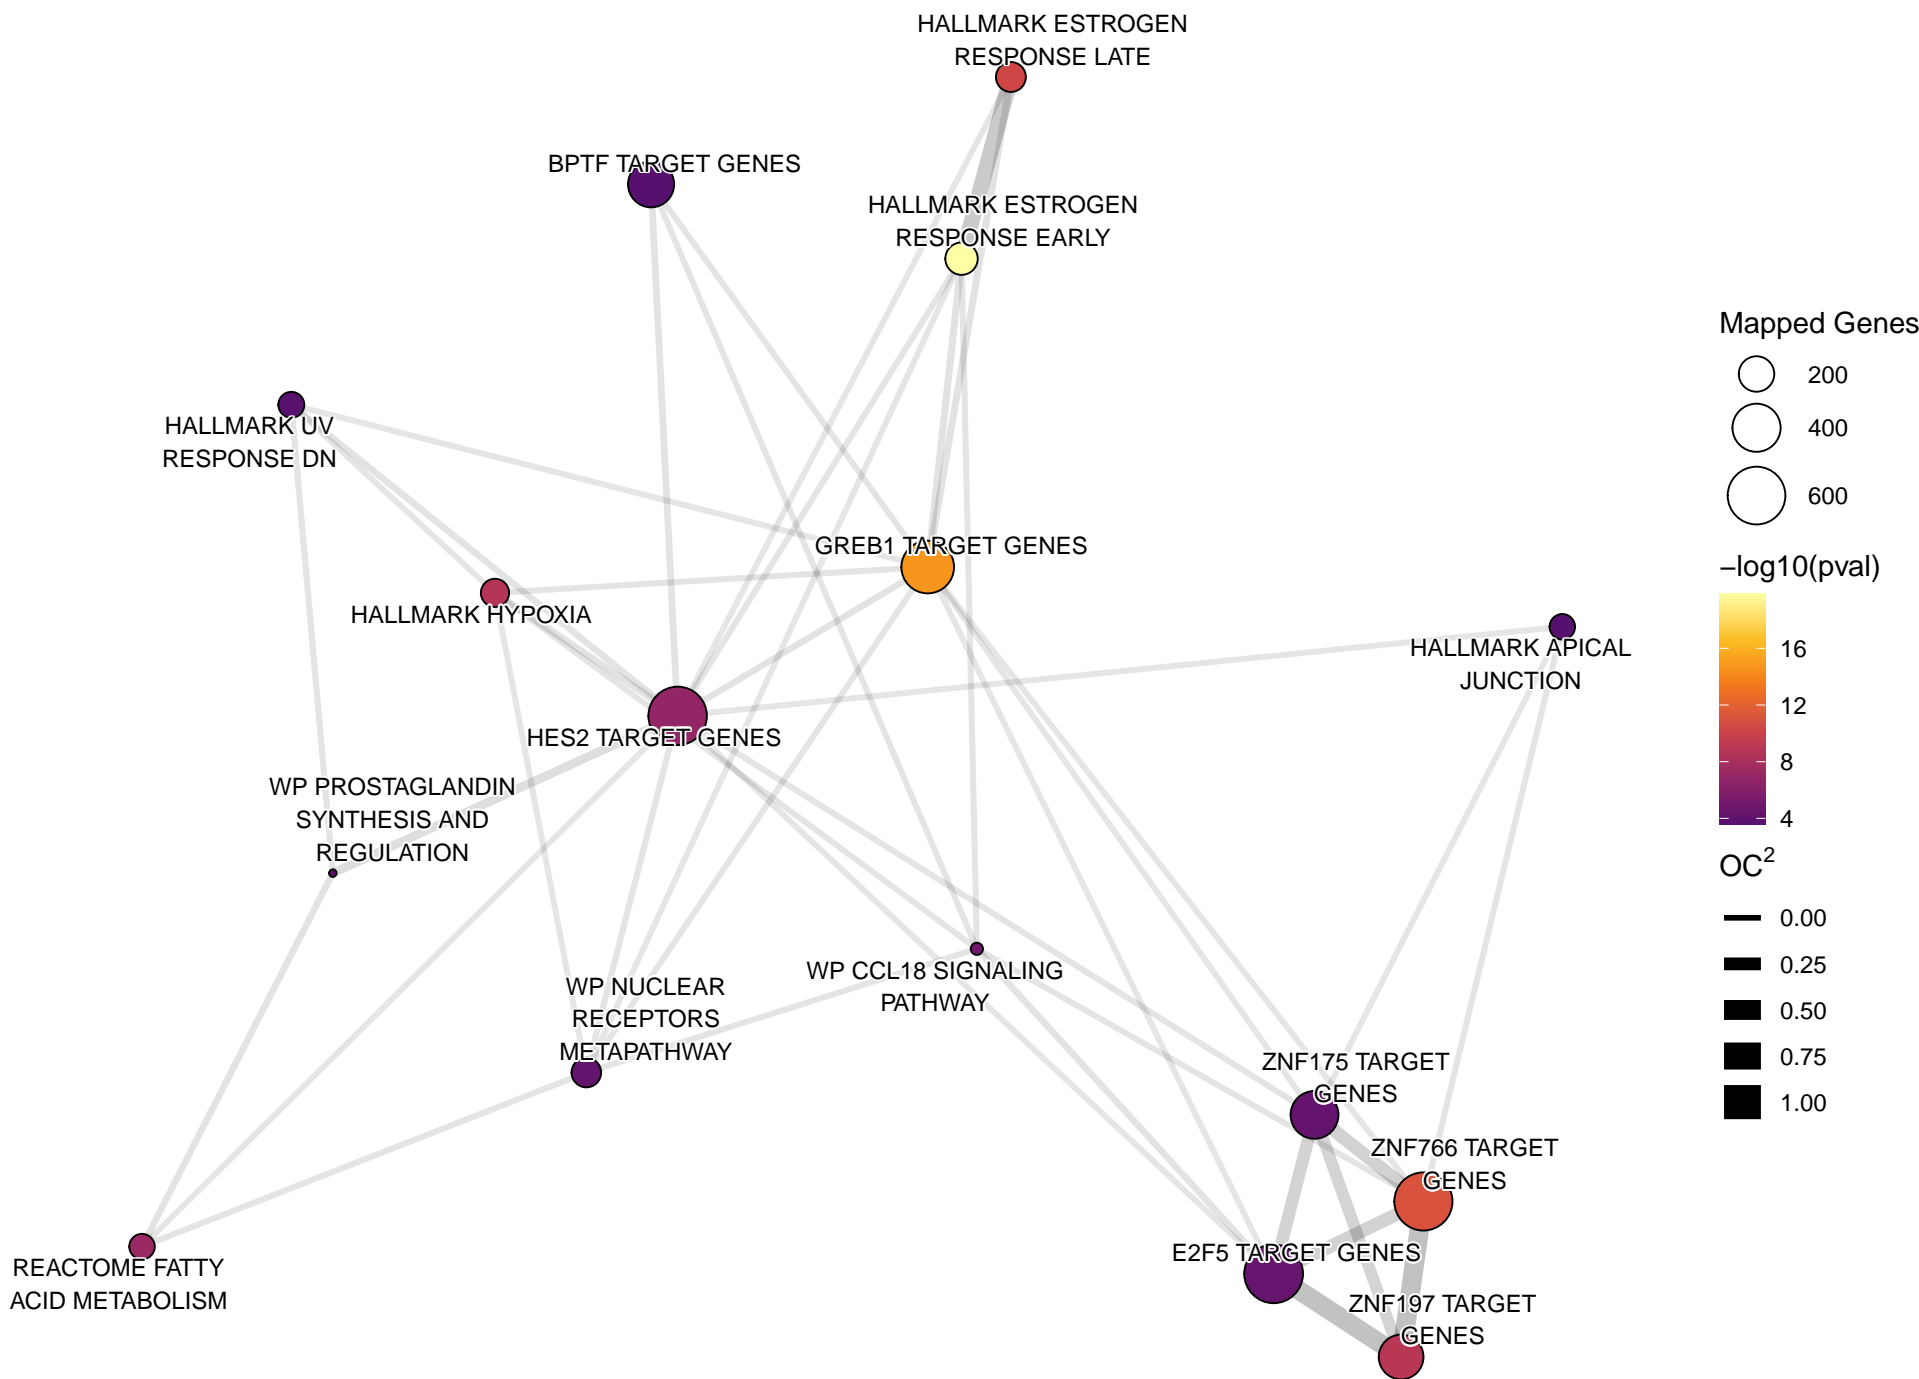 HALLMARK ESTROGEN
RESPONSE LATE
BPTF TARGET GENES
HALLMARK ESTROGEN
RESPONSE EARLY
HALLMARK UV
RESPONSE DN
GREB1 TARGET GENES
HALLMARK HYPOXIA
HALLMARK APICAL
JUNCTION
HES2 TARGET GENES
WP PROSTAGLANDIN
SYNTHESIS AND
REGULATION
WP CCL18 SIGNALING
PATHWAY
WP NUCLEAR
RECEPTORS
METAPATHWAY
ZNF175 TARGET
GENES
ZNF766 TARGET
GENES
E2F5 TARGET GENES
REACTOME FATTY
ACID METABOLISM
ZNF197 TARGET
GENES
Mapped Genes
200
400
600
−log10(pval)
16
12
8
4
OC²
0.00
0.25
0.50
0.75
1.00